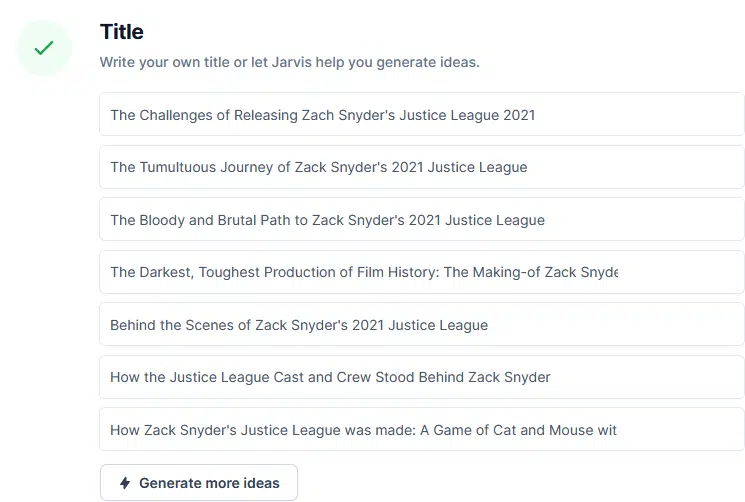 Title
Write your own title or let Jarvis help you generate ideas.
The Challenges of Releasing Zach Snyder's Justice League 2021
The Tumultuous Journey of Zack Snyder's 2021 Justice League
The Bloody and Brutal Path to Zack Snyder's 2021 Justice League
The Darkest, Toughest Production of Film History: The Making-of Zack Snyde
Behind the Scenes of Zack Snyder's 2021 Justice League
How the Justice League Cast and Crew Stood Behind Zack Snyder
How Zack Snyder's Justice League was made: A Game of Cat and Mouse wit
Generate more ideas